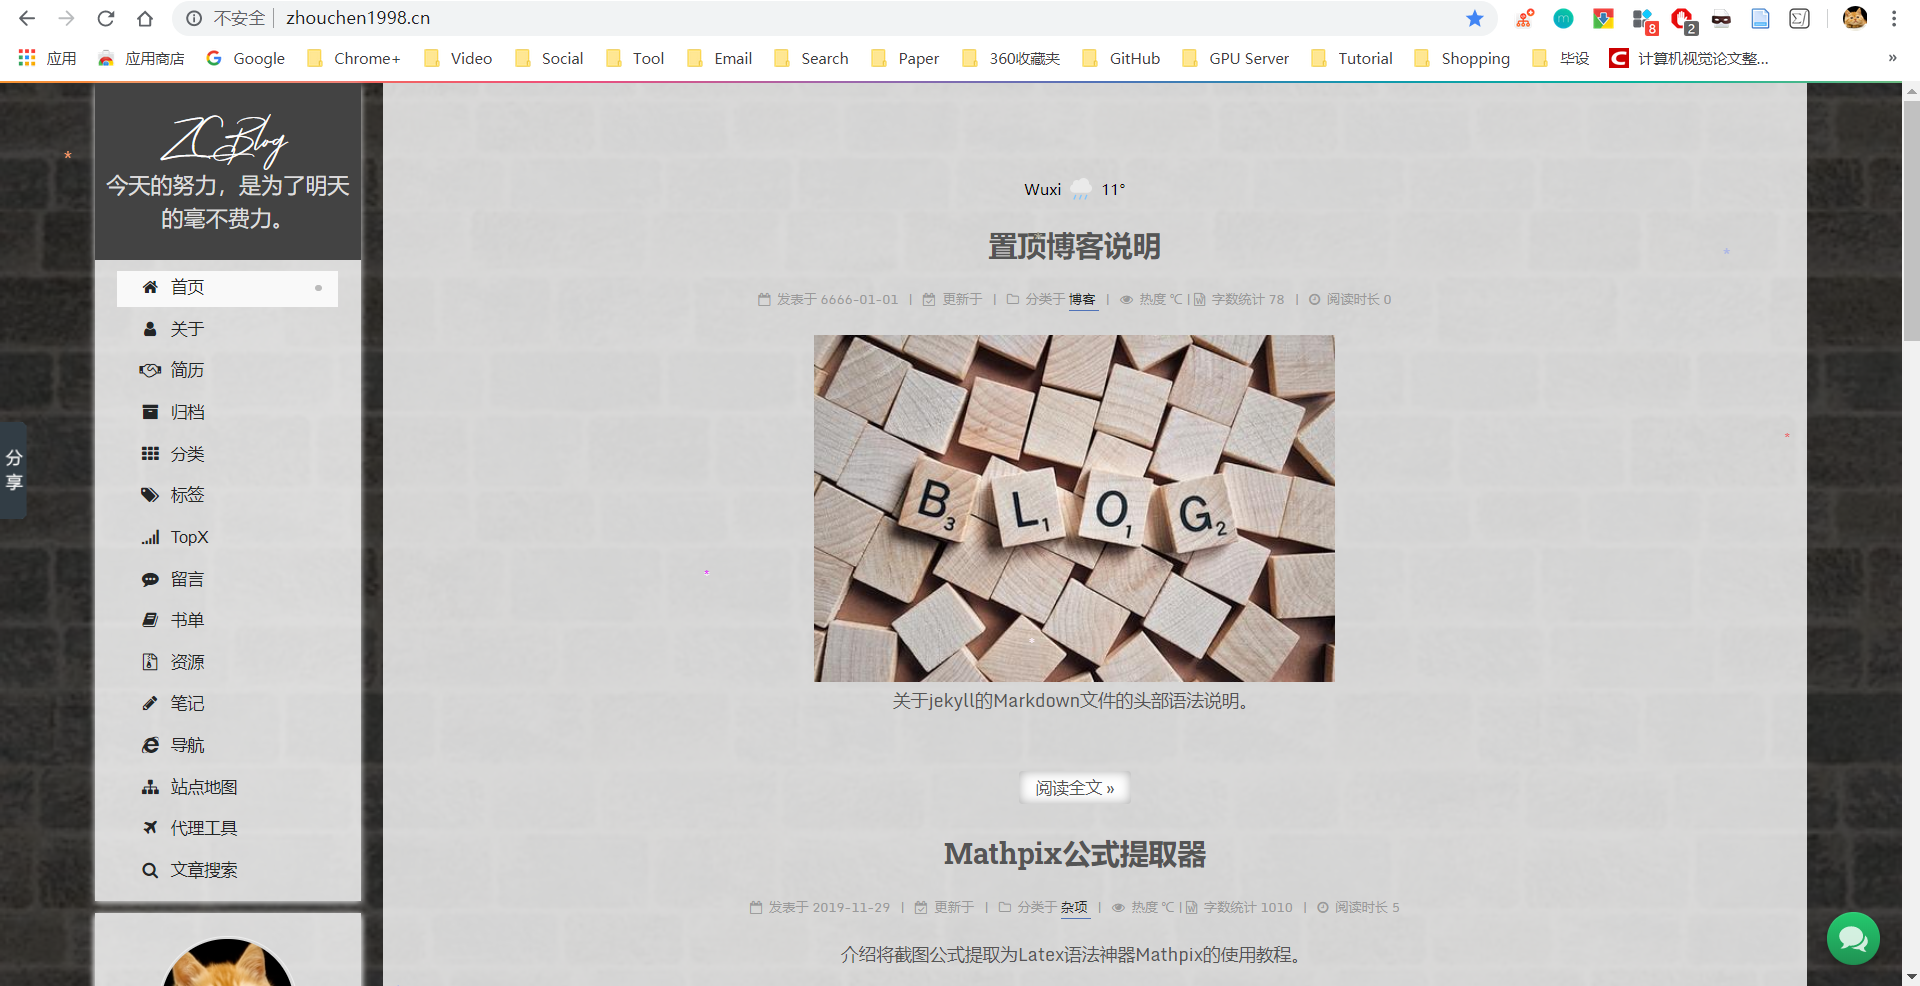 不安全 zhouchen1998.cn
8 2
应用 应用商店 Google Chrome+ Video Social Tool Email Search Paper 360收藏夹 GitHub GPU Server Tutorial Shopping 毕设 计算机视觉论文整... »
ZCBlog
今天的努力，是为了明天
的毫不费力。
首页
关于
简历
归档
分类
标签
TopX
留言
书单
资源
笔记
导航
站点地图
代理工具
文章搜索
分
享
Wuxi 11°
置顶博客说明
发表于 6666-01-01 | 更新于 | 分类于 博客 | 热度 ℃ | 字数统计 78 | 阅读时长 0
B3 L1 O1 G2
关于jekyll的Markdown文件的头部语法说明。
阅读全文 »
Mathpix公式提取器
发表于 2019-11-29 | 更新于 | 分类于 杂项 | 热度 ℃ | 字数统计 1010 | 阅读时长 5
介绍将截图公式提取为Latex语法神器Mathpix的使用教程。